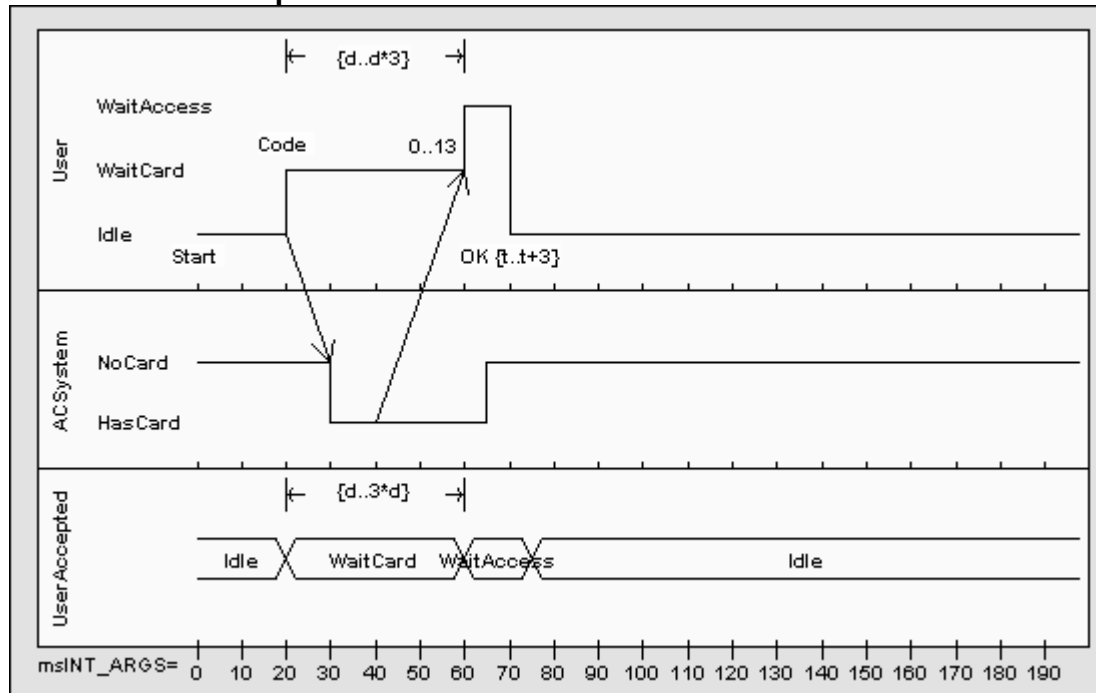 {d..d*3}
WaitAccess
Code
0..13
User
WaitCard
Idle
Start
OK {t..t+3}
ACSystem
NoCard
HasCard
{d..3*d}
UserAccepted
Idle
WaitCard
WaitAccess
Idle
msINT_ARGS= 0 10 20 30 40 50 60 70 80 90 100 110 120 130 140 150 160 170 180 190